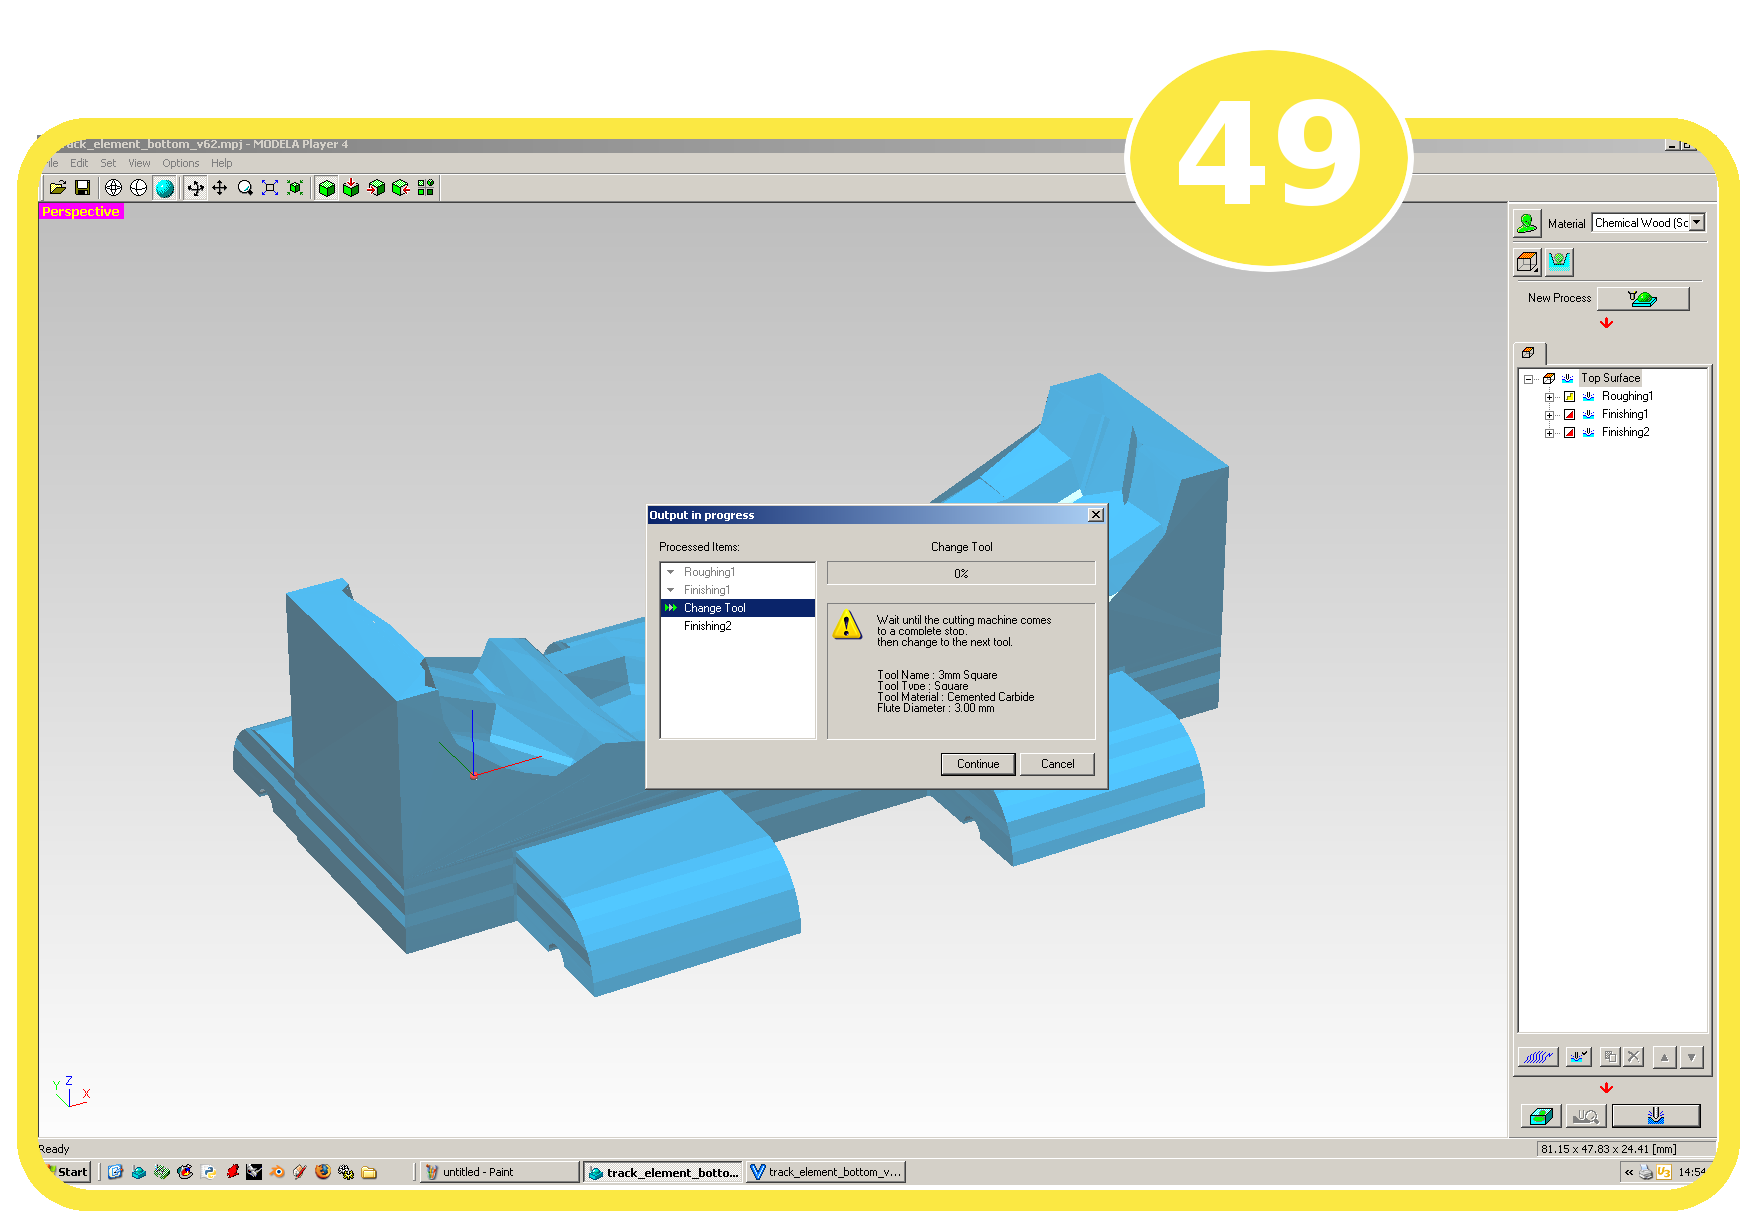 49
track_element_bottom_v62.mpj - MODELA Player 4
Edit Set View Options Help
Perspective
Material Chemical Wood (Sc
New Process
Top Surface
Roughing1
Finishing1
Finishing2
Output in progress
Processed Items:
Roughing1
Finishing1
Change Tool
Finishing2
Change Tool
0%
Wait until the cutting machine comes
to a complete stop.
then change to the next tool.
Tool Name : 3mm Square
Tool Type : Square
Tool Material : Cemented Carbide
Flute Diameter : 3.00 mm
Continue Cancel
Z
Y
X
Ready
81.15 x 47.83 x 24.41 [mm]
Start
untitled - Paint
track_element_botto...
track_element_bottom_v...
«
14:54